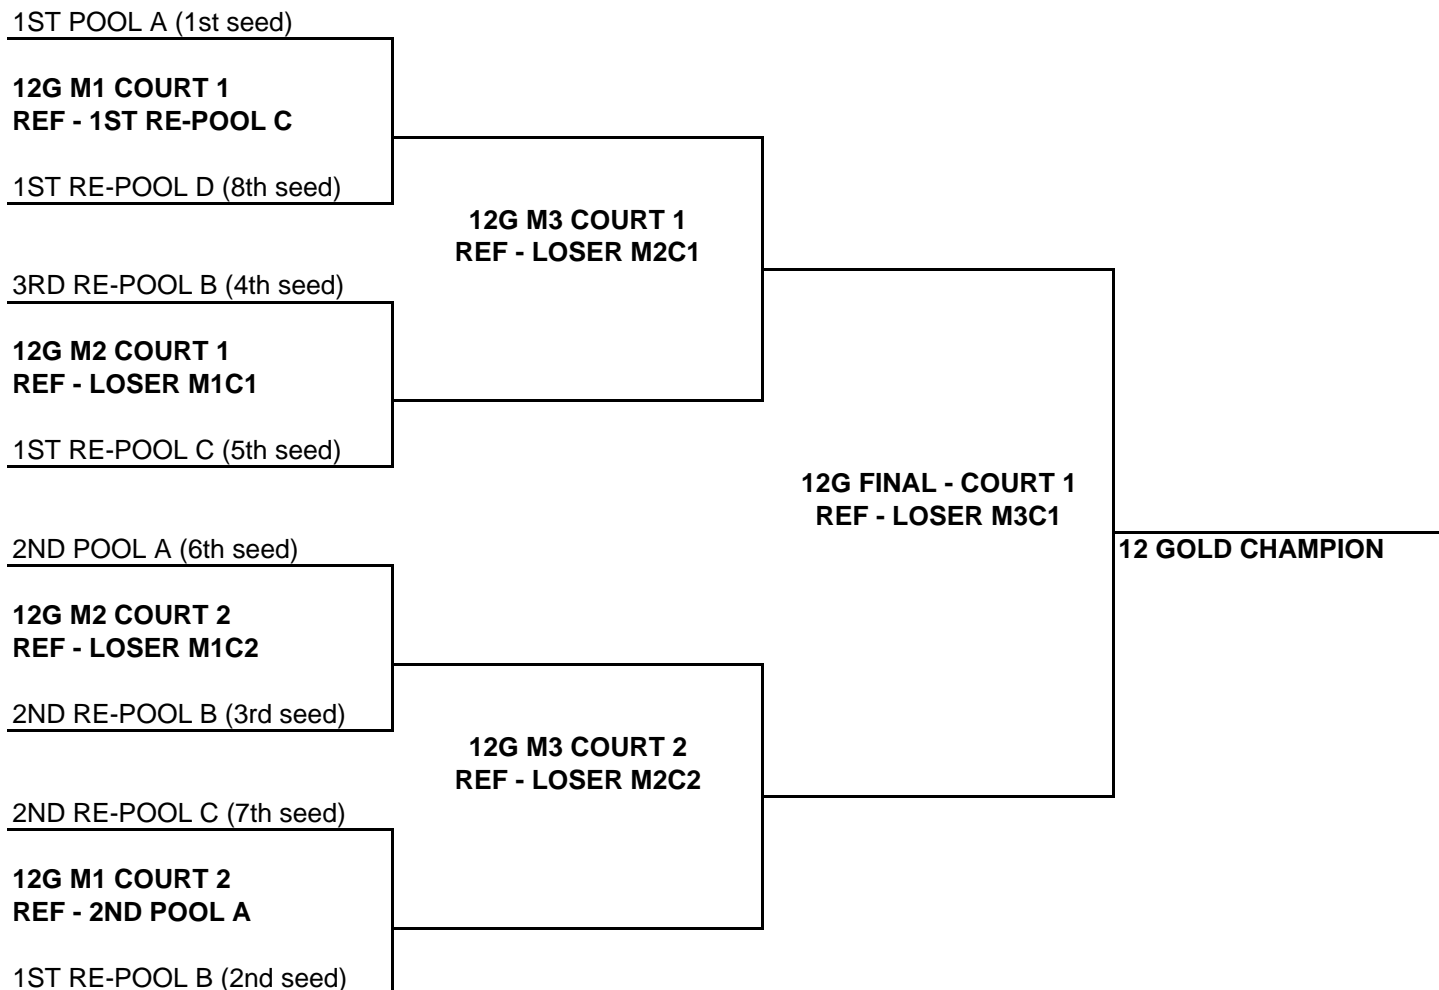 1ST POOL A (1st seed)
12G M1 COURT 1
REF - 1ST RE-POOL C
1ST RE-POOL D (8th seed)
12G M3 COURT 1
REF - LOSER M2C1
3RD RE-POOL B (4th seed)
12G M2 COURT 1
REF - LOSER M1C1
1ST RE-POOL C (5th seed)
12G FINAL - COURT 1
REF - LOSER M3C1
2ND POOL A (6th seed)
12 GOLD CHAMPION
12G M2 COURT 2
REF - LOSER M1C2
2ND RE-POOL B (3rd seed)
12G M3 COURT 2
REF - LOSER M2C2
2ND RE-POOL C (7th seed)
12G M1 COURT 2
REF - 2ND POOL A
1ST RE-POOL B (2nd seed)